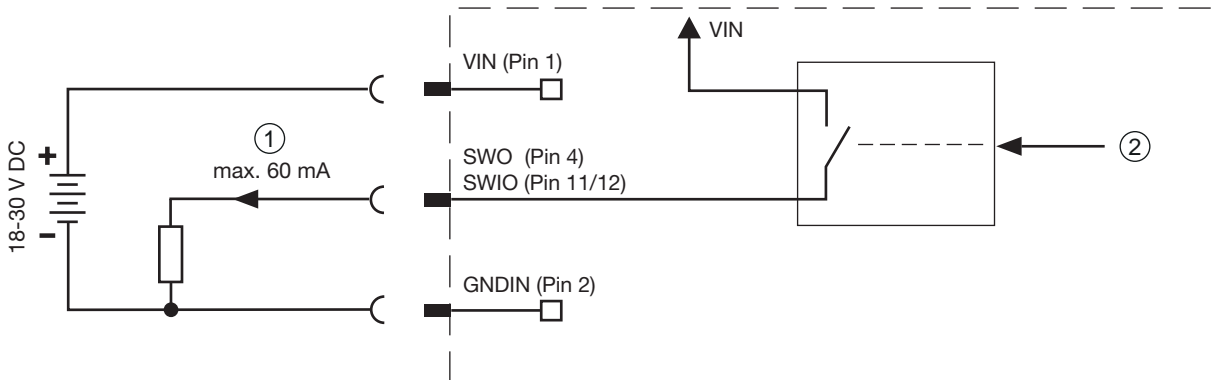 VIN
VIN (Pin 1)
①
max. 60 mA
SWO (Pin 4)
SWIO (Pin 11/12)
②
+
18-30 V DC
-
GNDIN (Pin 2)